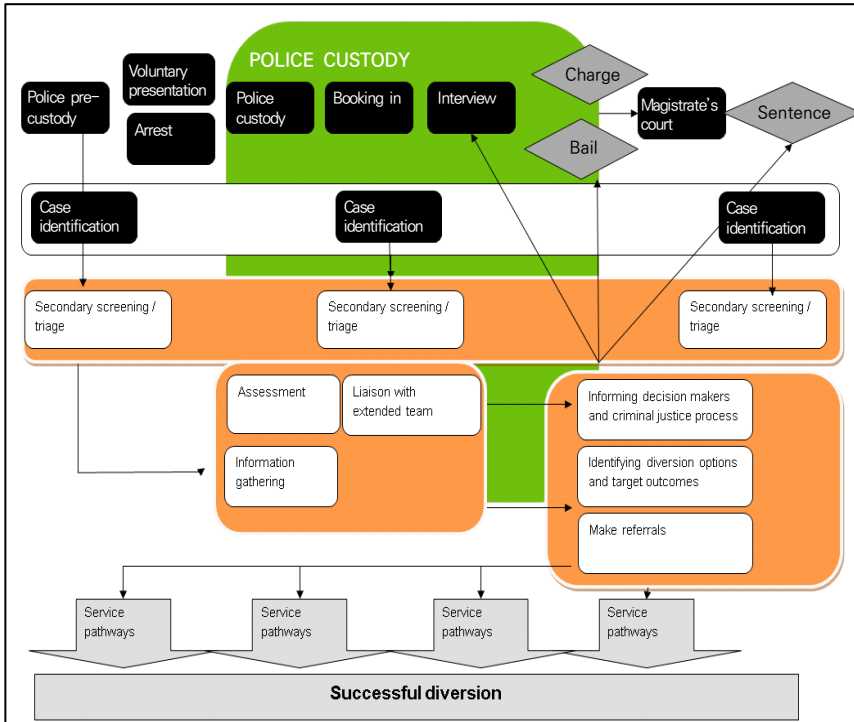 POLICE CUSTODY
Police pre-
custody
Voluntary
presentation
Arrest
Police
custody
Booking in
Interview
Charge
Bail
Magistrate's
court
Sentence
Case
identification
Case
identification
Case
identification
Secondary screening /
triage
Secondary screening /
triage
Secondary screening /
triage
Assessment
Liaison with
extended team
Information
gathering
Informing decision makers
and criminal justice process
Identifying diversion options
and target outcomes
Make referrals
Service
pathways
Service
pathways
Service
pathways
Service
pathways
Successful diversion